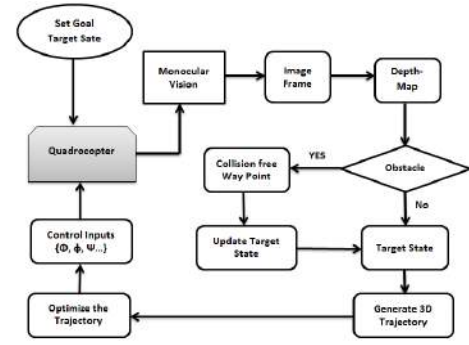 Set Goal
Target Sate
Monocular
Vision
Image
Frame
Depth-
Map
Quadrocopter
Collision free
Way Point
YES
Obstacle
No
Control Inputs
{Φ, ϕ, Ψ...}
Update Target
State
Target State
Optimize the
Trajectory
Generate 3D
Trajectory